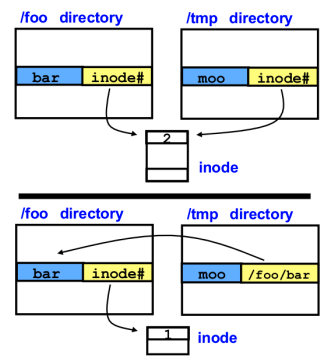 /foo directory /tmp directory
bar inode# moo inode#
2
inode
/foo directory /tmp directory
bar inode# moo /foo/bar
1
inode